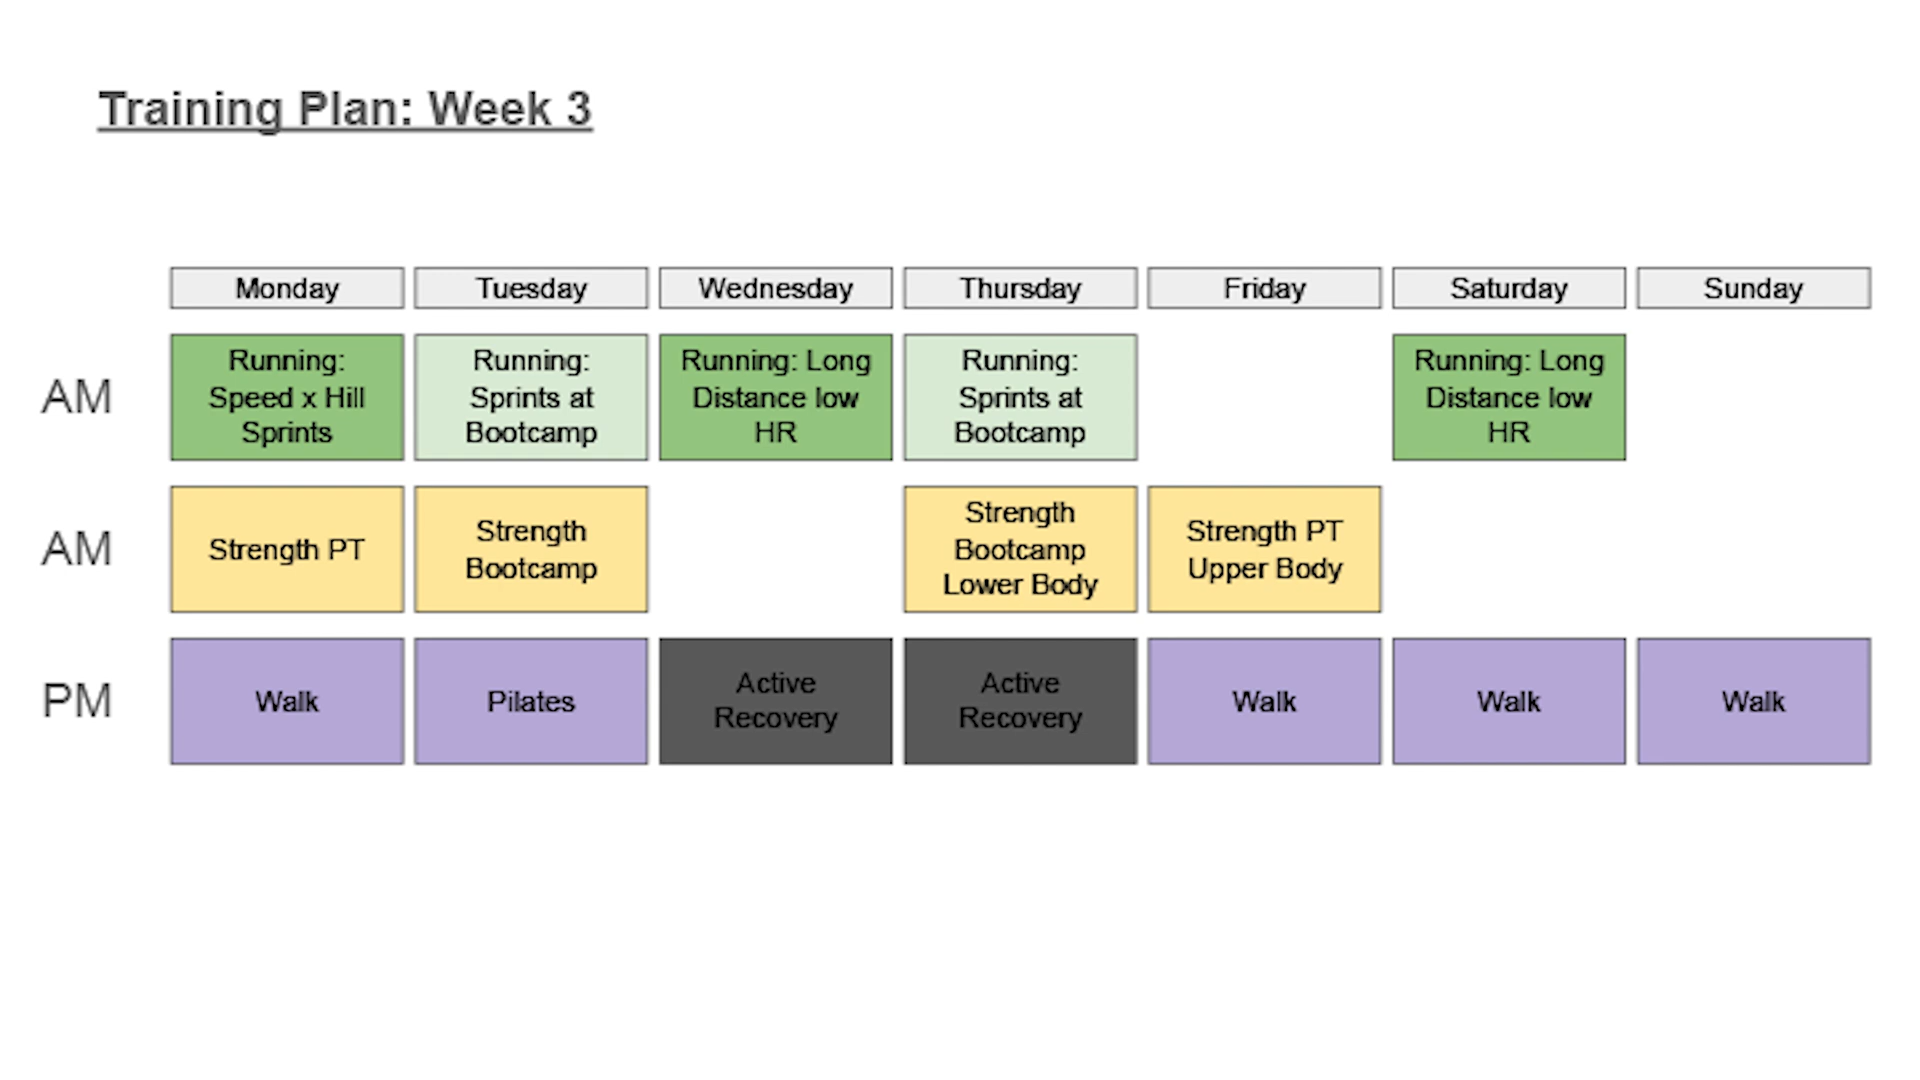 Training Plan: Week 3
Monday
Tuesday
Wednesday
Thursday
Friday
Saturday
Sunday
AM
Running:
Speed x Hill
Sprints
Running:
Sprints at
Bootcamp
Running: Long
Distance low
HR
Running:
Sprints at
Bootcamp
Running: Long
Distance low
HR
AM
Strength PT
Strength
Bootcamp
Strength
Bootcamp
Lower Body
Strength PT
Upper Body
PM
Walk
Pilates
Active
Recovery
Active
Recovery
Walk
Walk
Walk